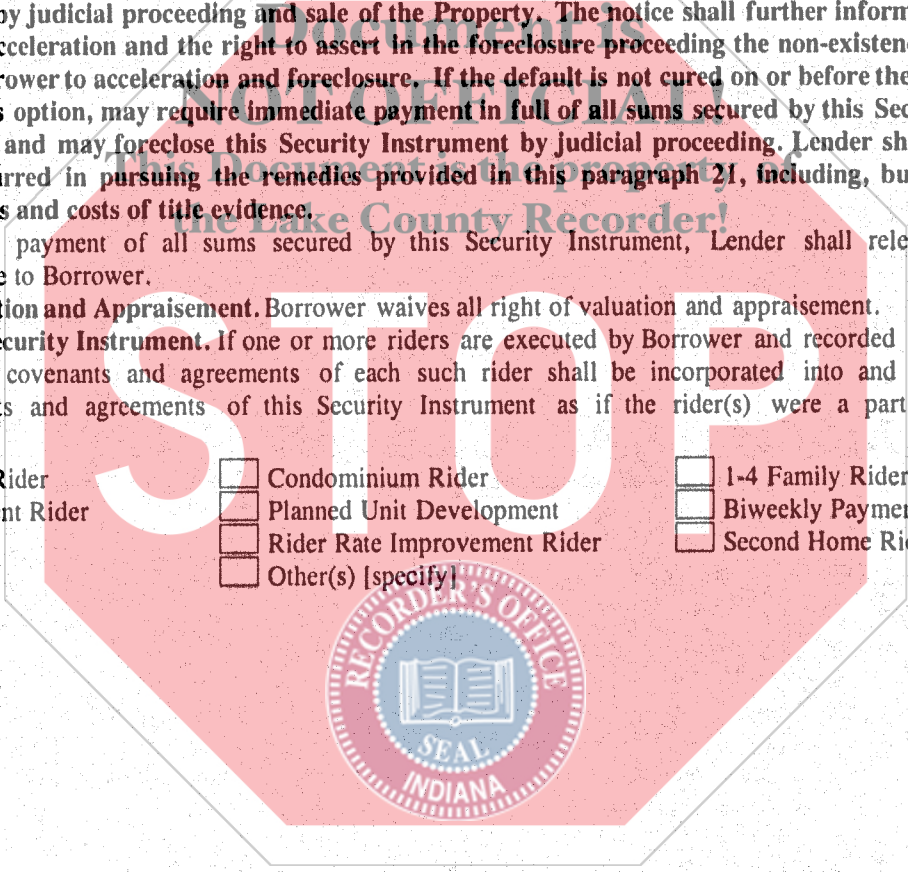 by judicial proceeding and sale of the Property. The notice shall further inform
cceleration and the right to assert in the foreclosure proceeding the non-existen
rower to acceleration and foreclosure. If the default is not cured on or before the
s option, may require immediate payment in full of all sums secured by this Sec
and may foreclose this Security Instrument by judicial proceeding. Lender sh
urred in pursuing the remedies provided in this paragraph 21, including, bu
s and costs of title evidence.
payment of all sums secured by this Security Instrument, Lender shall rele
e to Borrower.
tion and Appraisement. Borrower waives all right of valuation and appraisement.
ecurity Instrument. If one or more riders are executed by Borrower and recorded
covenants and agreements of each such rider shall be incorporated into and
ts and agreements of this Security Instrument as if the rider(s) were a part
Rider
Condominium Rider
1-4 Family Rider
nt Rider
Planned Unit Development
Biweekly Paymen
Rider Rate Improvement Rider
Second Home Rid
Other(s) [specify]
Document is
NOT OFFICIAL!
This Document is the property of
the Lake County Recorder!
STOP
RECORDER'S OFFICE
SEAL
INDIANA